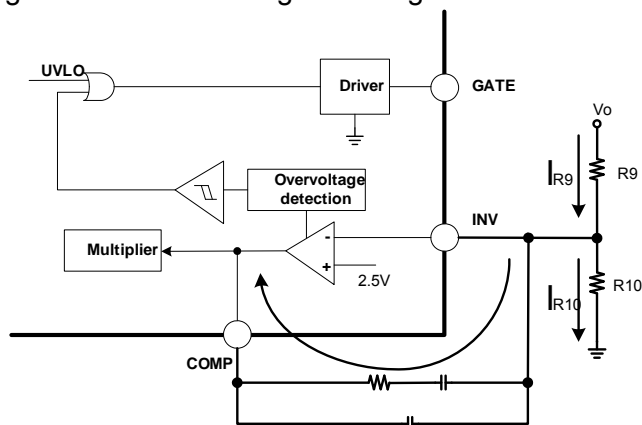 UVLO
Driver
GATE
Vo
IR9
R9
Overvoltage
detection
INV
Multiplier
-
+
2.5V
IR10
R10
COMP